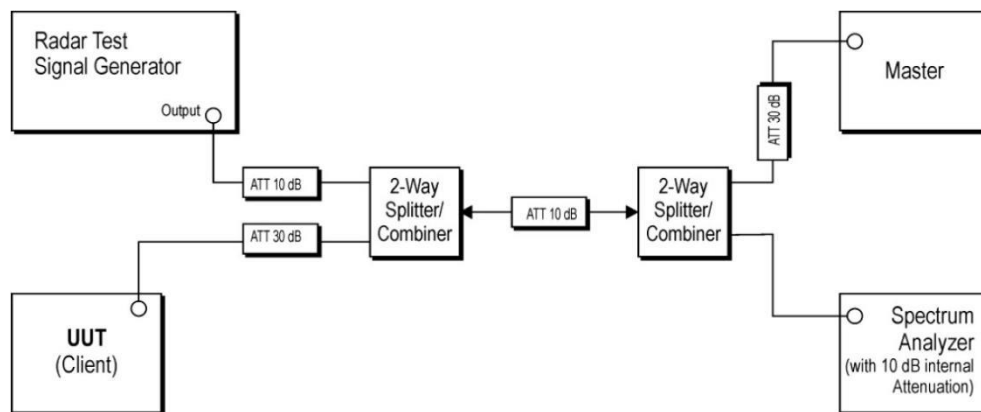 Radar Test
Signal Generator
Output
Master
ATT 30 dB
ATT 10 dB
2-Way
Splitter/
Combiner
ATT 10 dB
2-Way
Splitter/
Combiner
ATT 30 dB
UUT
(Client)
Spectrum
Analyzer
(with 10 dB internal
Attenuation)